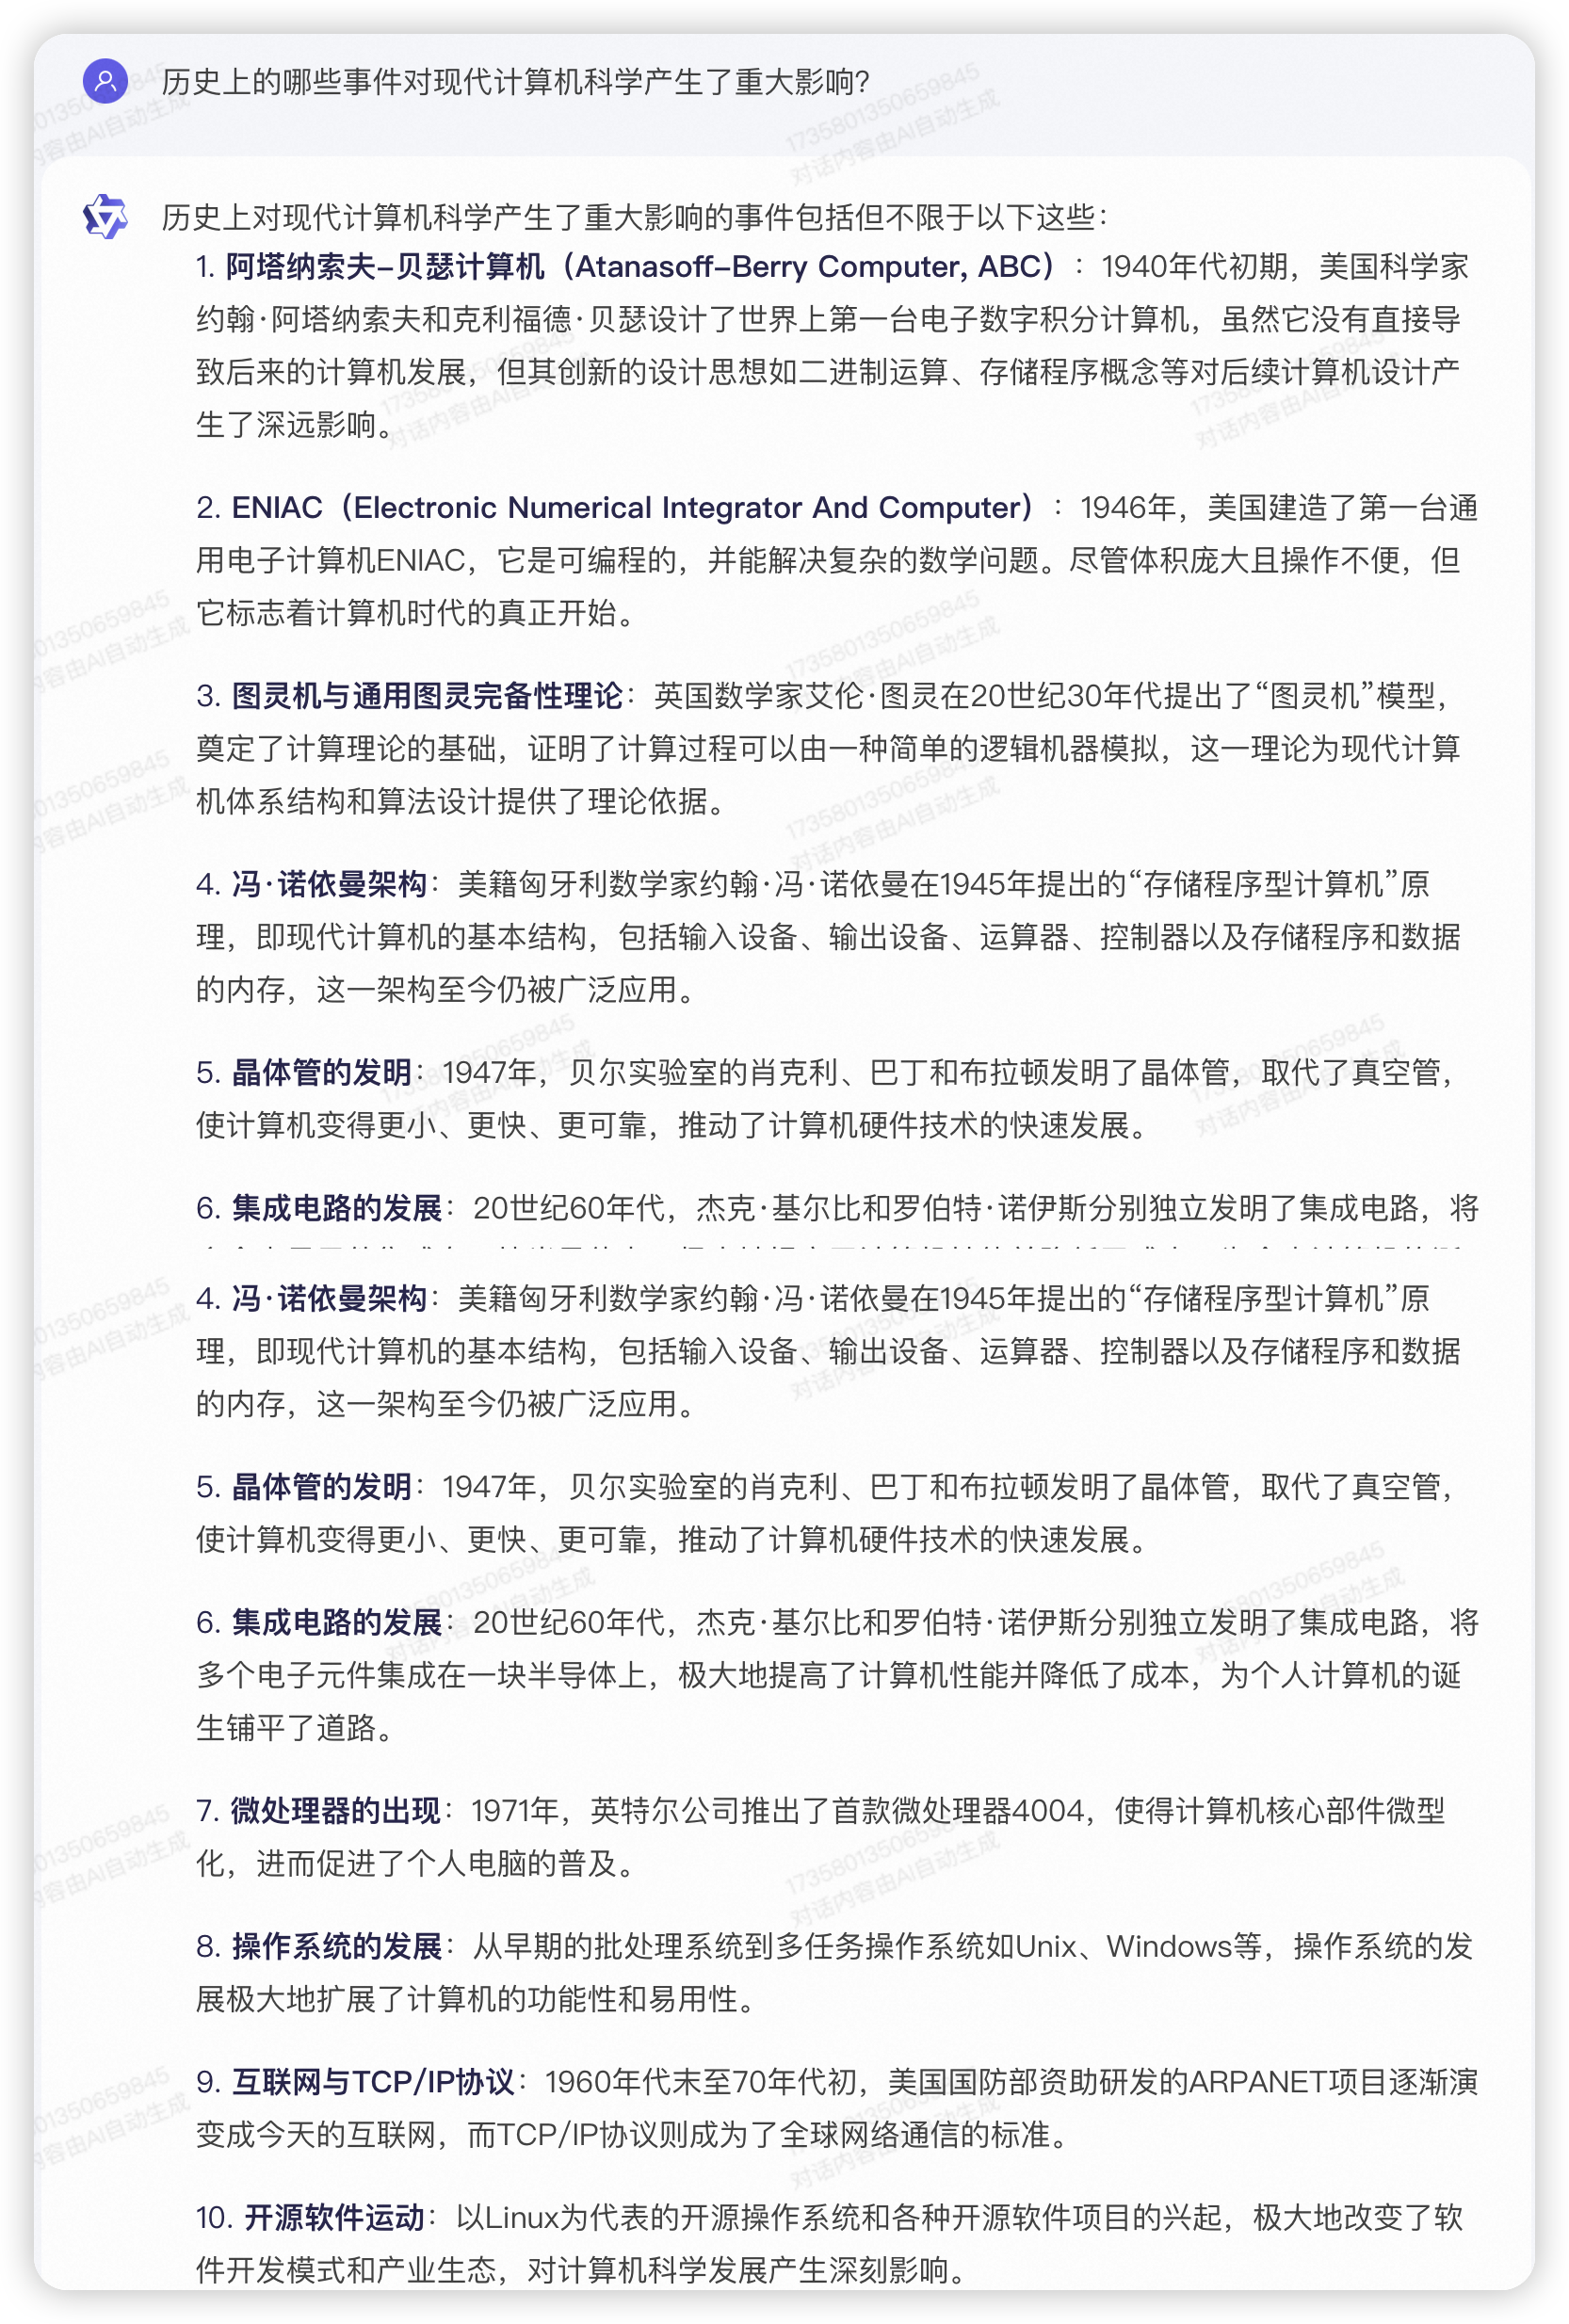 历史上的哪些事件对现代计算机科学产生了重大影响?
历史上对现代计算机科学产生了重大影响的事件包括但不限于以下这些：
1. 阿塔纳索夫-贝瑟计算机（Atanasoff-Berry Computer, ABC）：1940年代初期，美国科学家
约翰·阿塔纳索夫和克利福德·贝瑟设计了世界上第一台电子数字积分计算机，虽然它没有直接导
致后来的计算机发展，但其创新的设计思想如二进制运算、存储程序概念等对后续计算机设计产
生了深远影响。
2. ENIAC（Electronic Numerical Integrator And Computer）：1946年，美国建造了第一台通
用电子计算机ENIAC，它是可编程的，并能解决复杂的数学问题。尽管体积庞大且操作不便，但
它标志着计算机时代的真正开始。
3. 图灵机与通用图灵完备性理论：英国数学家艾伦·图灵在20世纪30年代提出了“图灵机”模型，
奠定了计算理论的基础，证明了计算过程可以由一种简单的逻辑机器模拟，这一理论为现代计算
机体系结构和算法设计提供了理论依据。
4. 冯·诺依曼架构：美籍匈牙利数学家约翰·冯·诺依曼在1945年提出的“存储程序型计算机”原
理，即现代计算机的基本结构，包括输入设备、输出设备、运算器、控制器以及存储程序和数据
的内存，这一架构至今仍被广泛应用。
5. 晶体管的发明：1947年，贝尔实验室的肖克利、巴丁和布拉顿发明了晶体管，取代了真空管，
使计算机变得更小、更快、更可靠，推动了计算机硬件技术的快速发展。
6. 集成电路的发展：20世纪60年代，杰克·基尔比和罗伯特·诺伊斯分别独立发明了集成电路，将
4. 冯·诺依曼架构：美籍匈牙利数学家约翰·冯·诺依曼在1945年提出的“存储程序型计算机”原
理，即现代计算机的基本结构，包括输入设备、输出设备、运算器、控制器以及存储程序和数据
的内存，这一架构至今仍被广泛应用。
5. 晶体管的发明：1947年，贝尔实验室的肖克利、巴丁和布拉顿发明了晶体管，取代了真空管，
使计算机变得更小、更快、更可靠，推动了计算机硬件技术的快速发展。
6. 集成电路的发展：20世纪60年代，杰克·基尔比和罗伯特·诺伊斯分别独立发明了集成电路，将
多个电子元件集成在一块半导体上，极大地提高了计算机性能并降低了成本，为个人计算机的诞
生铺平了道路。
7. 微处理器的出现：1971年，英特尔公司推出了首款微处理器4004，使得计算机核心部件微型
化，进而促进了个人电脑的普及。
8. 操作系统的发展：从早期的批处理系统到多任务操作系统如Unix、Windows等，操作系统的发
展极大地扩展了计算机的功能性和易用性。
9. 互联网与TCP/IP协议：1960年代末至70年代初，美国国防部资助研发的ARPANET项目逐渐演
变成今天的互联网，而TCP/IP协议则成为了全球网络通信的标准。
10. 开源软件运动：以Linux为代表的开源操作系统和各种开源软件项目的兴起，极大地改变了软
件开发模式和产业生态，对计算机科学发展产生深刻影响。
1735801350659845
对话内容由AI自动生成